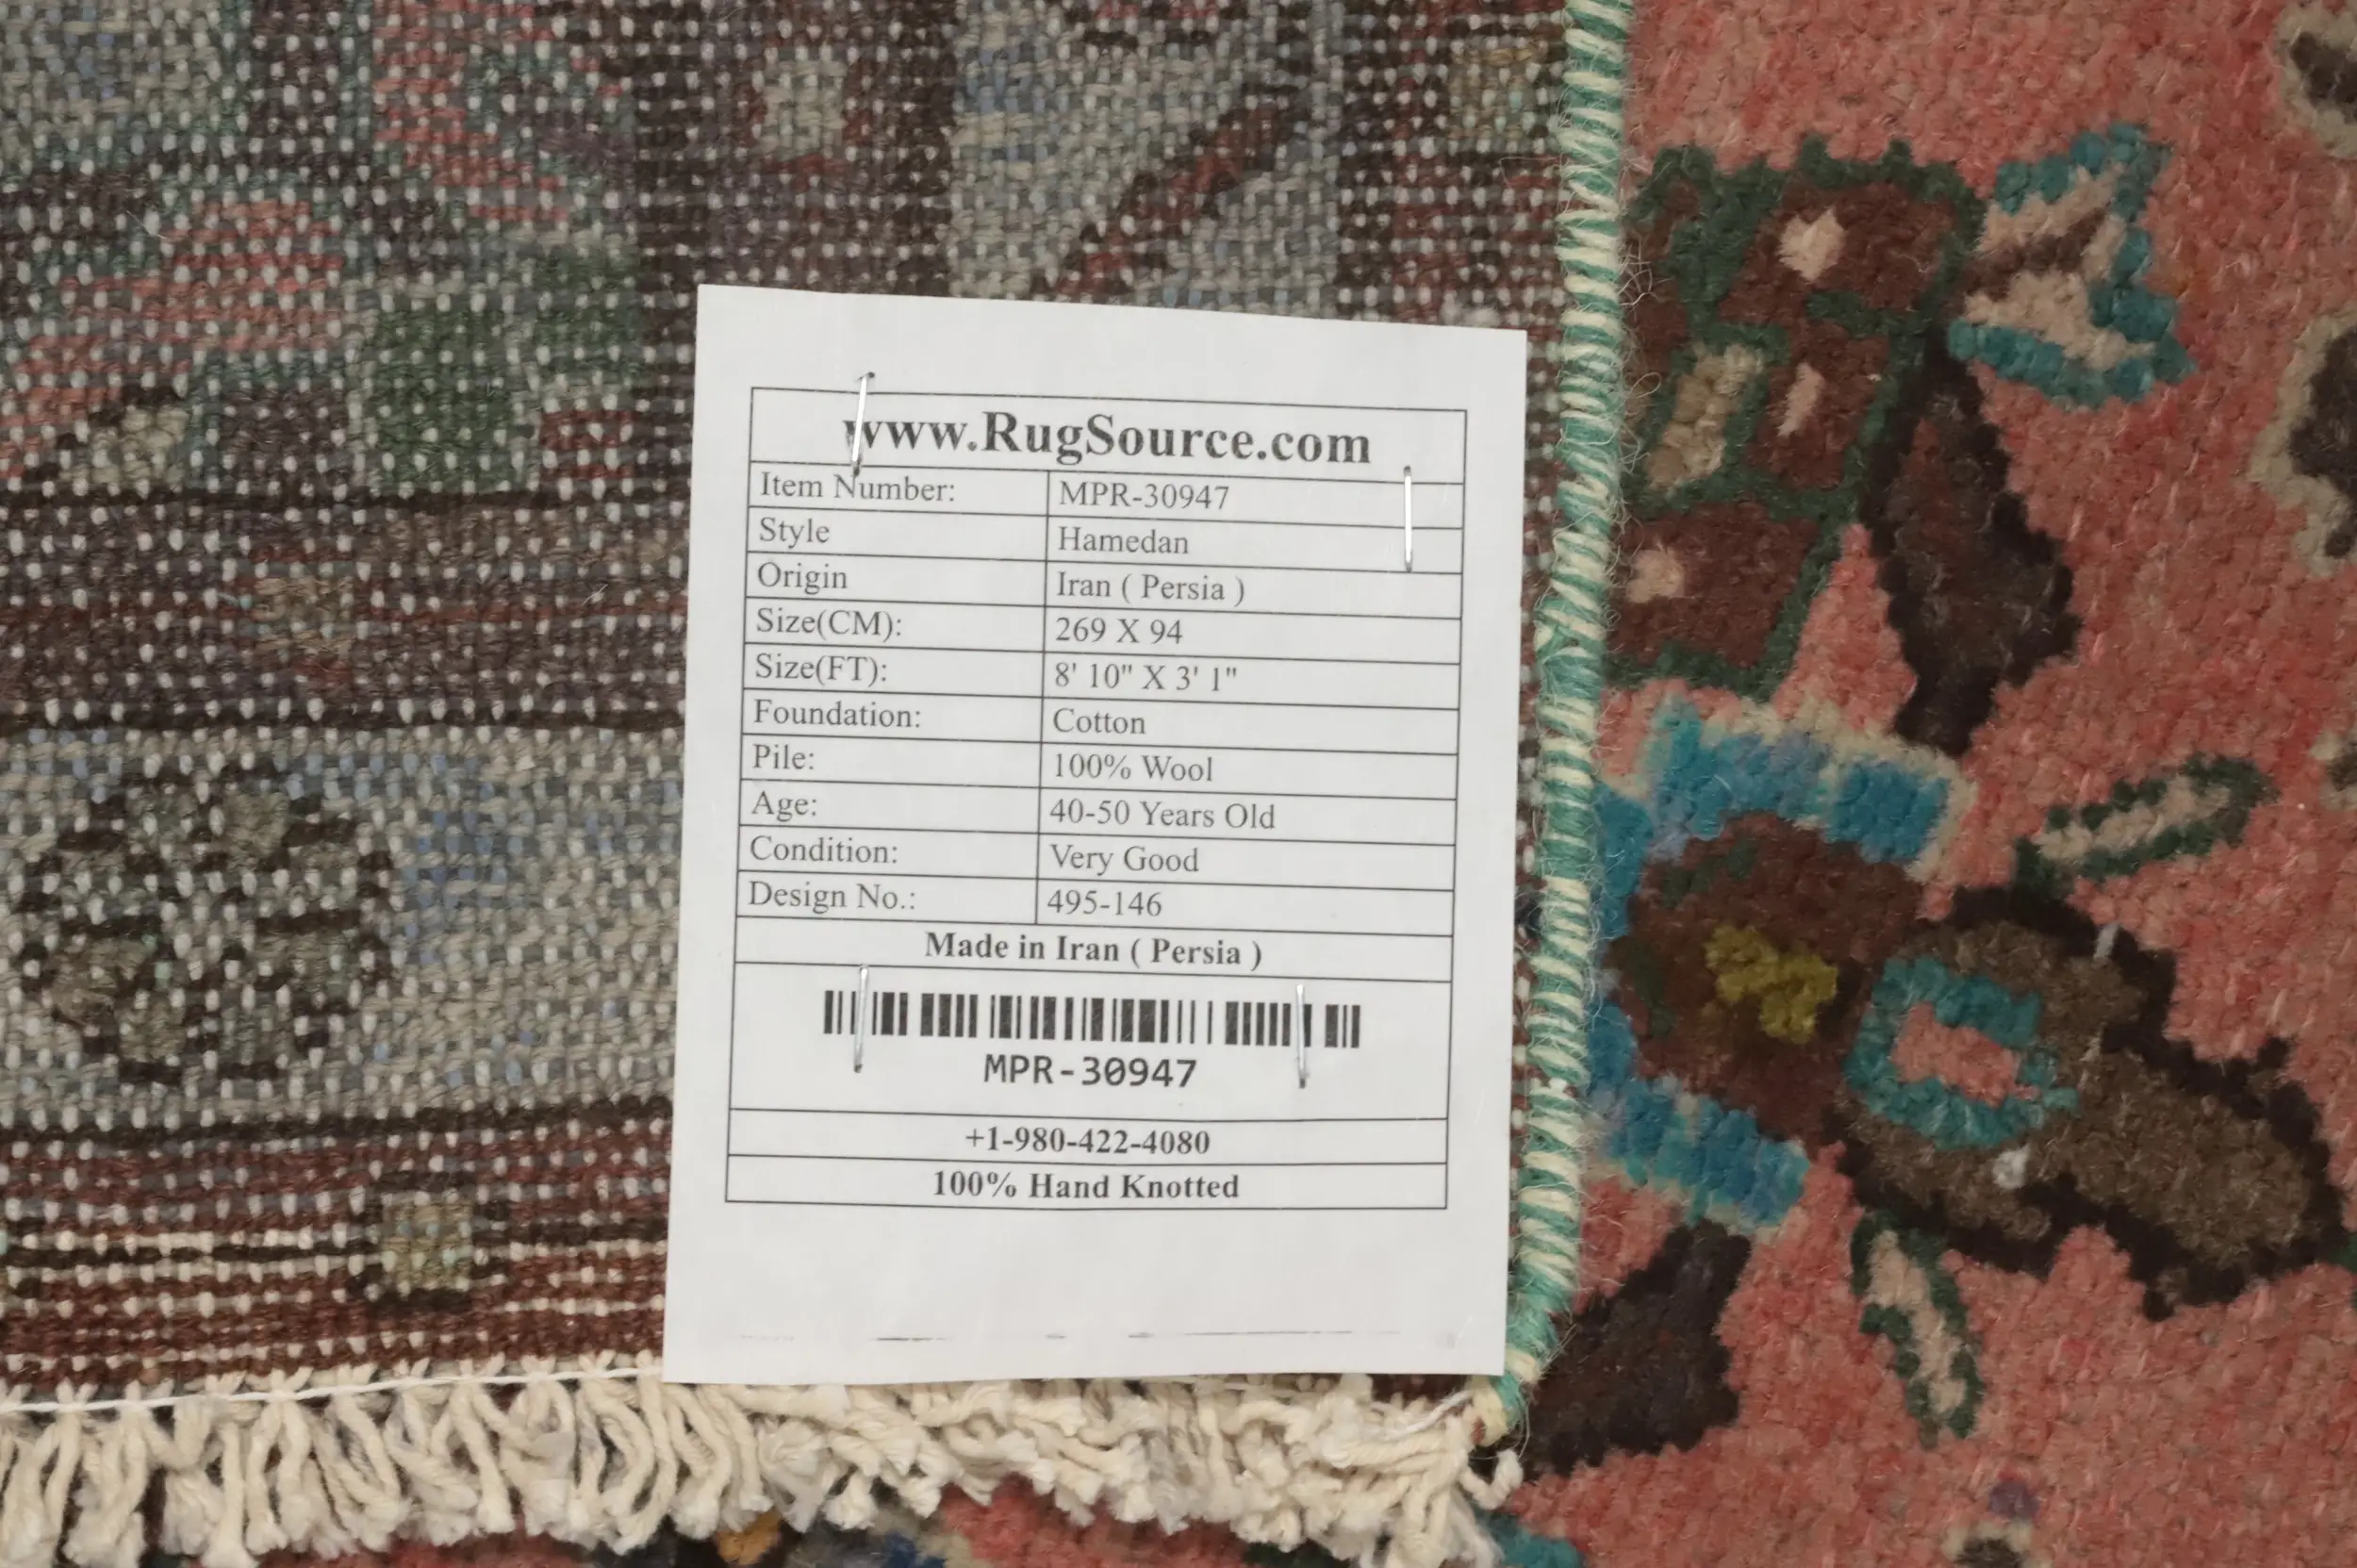 www.RugSource.com
Item Number: MPR-30947
Style Hamedan
Origin Iran ( Persia )
Size(CM): 269 X 94
Size(FT): 8' 10" X 3' 1"
Foundation: Cotton
Pile: 100% Wool
Age: 40-50 Years Old
Condition: Very Good
Design No.: 495-146
Made in Iran ( Persia )
MPR-30947
+1-980-422-4080
100% Hand Knotted